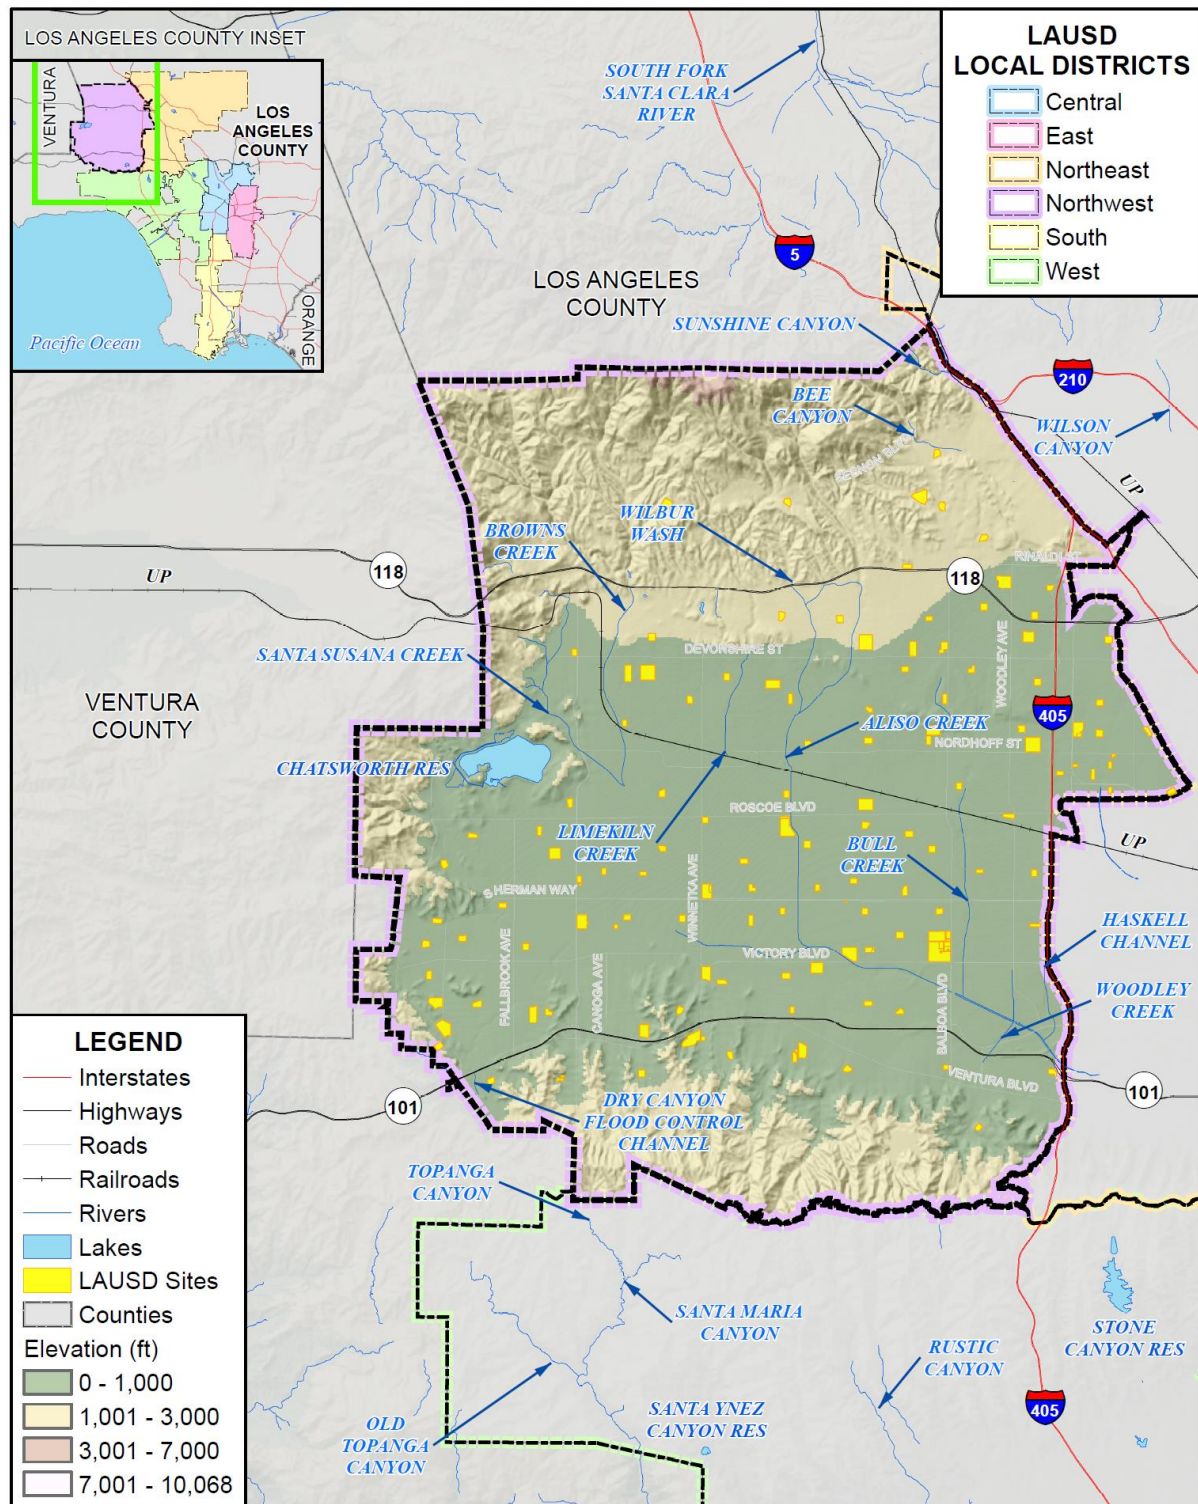 LOS ANGELES COUNTY INSET
VENTURA
LOS
ANGELES
COUNTY
ORANGE
Pacific Ocean
LAUSD
LOCAL DISTRICTS
Central
East
Northeast
Northwest
South
West
SOUTH FORK
SANTA CLARA
RIVER
5
LOS ANGELES
COUNTY
SUNSHINE CANYON
210
BEE
CANYON
WILSON
CANYON
SESNON BLVD
UP
WILBUR
WASH
BROWNS
CREEK
RINALDI ST
118
UP
118
DEVONSHIRE ST
WOODLEY AVE
SANTA SUSANA CREEK
VENTURA
COUNTY
405
ALISO CREEK
NORDHOFF ST
CHATSWORTH RES
ROSCOE BLVD
LIMEKILN
CREEK
BULL
CREEK
UP
SHERMAN WAY
WINNETKA AVE
HASKELL
CHANNEL
FALLBROOK AVE
CANOGA AVE
VICTORY BLVD
BALBOA BLVD
WOODLEY
CREEK
VENTURA BLVD
101
101
DRY CANYON
FLOOD CONTROL
CHANNEL
TOPANGA
CANYON
SANTA MARIA
CANYON
RUSTIC
CANYON
STONE
CANYON RES
OLD
TOPANGA
CANYON
SANTA YNEZ
CANYON RES
405
LEGEND
Interstates
Highways
Roads
Railroads
Rivers
Lakes
LAUSD Sites
Counties
Elevation (ft)
0 - 1,000
1,001 - 3,000
3,001 - 7,000
7,001 - 10,068